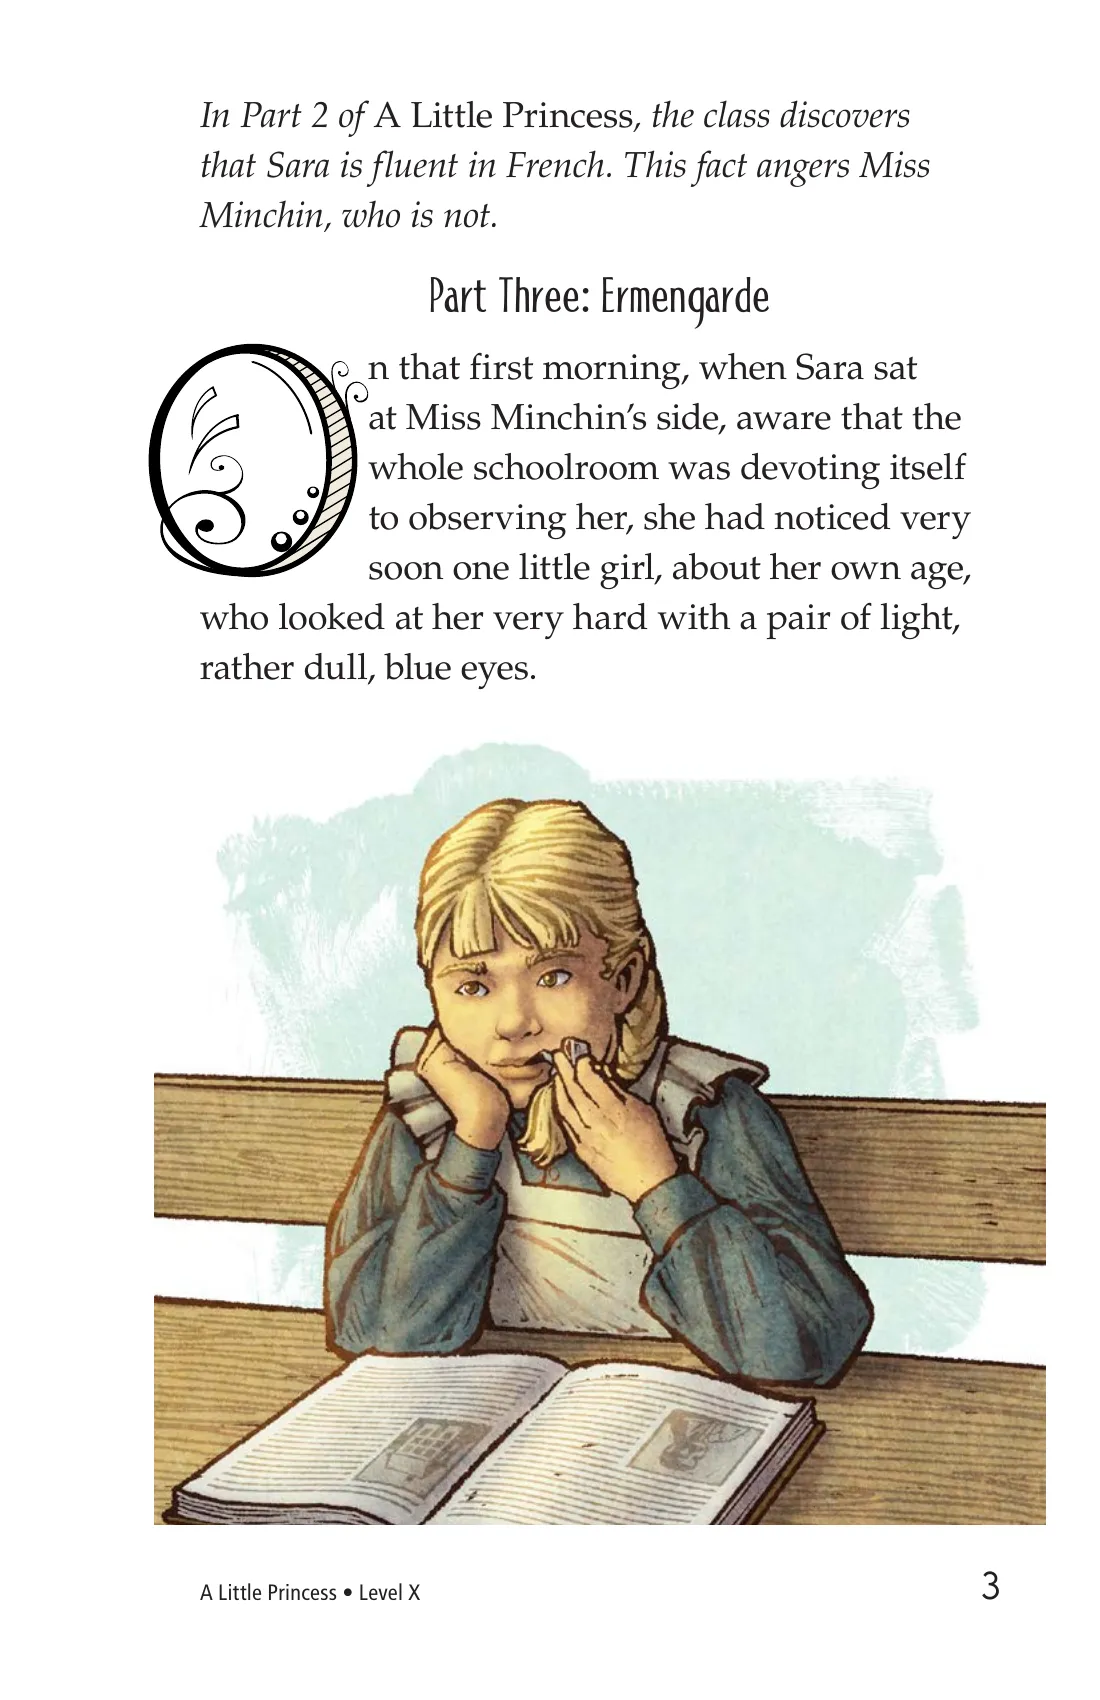 In Part 2 of A Little Princess, the class discovers
that Sara is fluent in French. This fact angers Miss
Minchin, who is not.
Part Three: Ermengarde
On that first morning, when Sara sat
at Miss Minchin’s side, aware that the
whole schoolroom was devoting itself
to observing her, she had noticed very
soon one little girl, about her own age,
who looked at her very hard with a pair of light,
rather dull, blue eyes.
A Little Princess • Level X
3